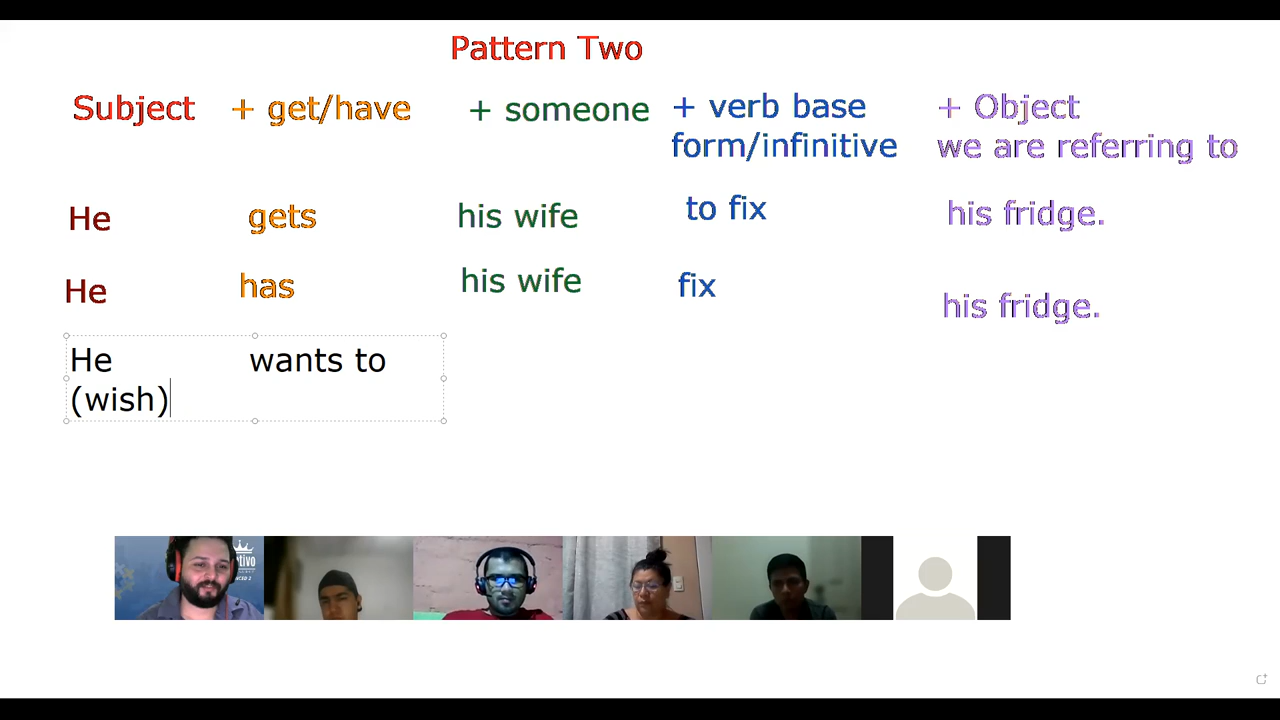 Pattern Two
Subject + get/have + someone + verb base form/infinitive + Object we are referring to
He gets his wife to fix his fridge.
He has his wife fix his fridge.
He wants to
(wish)